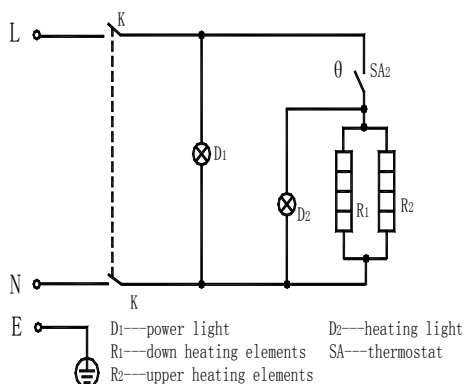 L
K
θ SA2
D1
D2
R1 R2
N
K
E
D1---power light D2---heating light
R1---down heating elements SA---thermostat
R2---upper heating elements